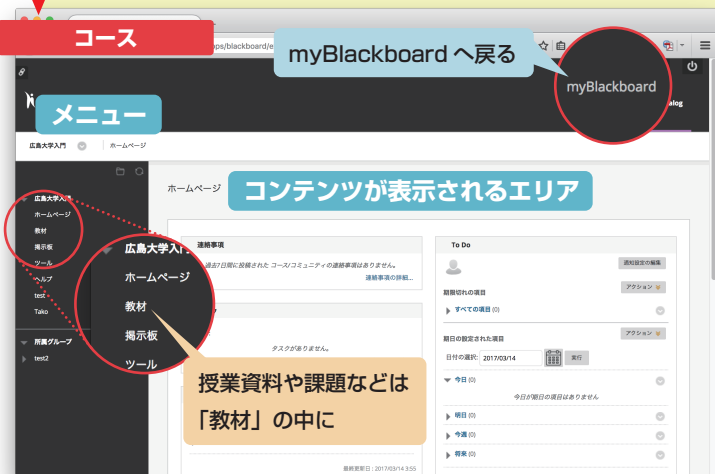 コース
ops/blackboard/e
myBlackboard へ戻る
myBlackboard
メニュー
alog
広島大学入門
ホームページ
広島大学入門
ホームページ
教材
掲示板
ツール
ヘルプ
test
Tako
所属グループ
test2
広島大学入門
ホームページ
教材
掲示板
ツール
ホームページ
コンテンツが表示されるエリア
連絡事項
過去7日間に投稿された コース/コミュニティの連絡事項はありません。
連絡事項の詳細...
タスクがありません。
授業資料や課題などは
「教材」の中に
最終更新日 : 2017/03/14 3:55
To Do
通知設定の編集
期限切れの項目
アクション
すべての項目 (0)
期日の設定された項目
アクション
日付の選択: 2017/03/14 実行
今日 (0)
今日が期日の項目はありません
明日 (0)
今週 (0)
将来 (0)